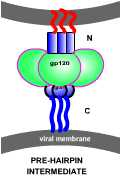 N
gp120
C
viral membrane
PRE-HAIRPIN
INTERMEDIATE